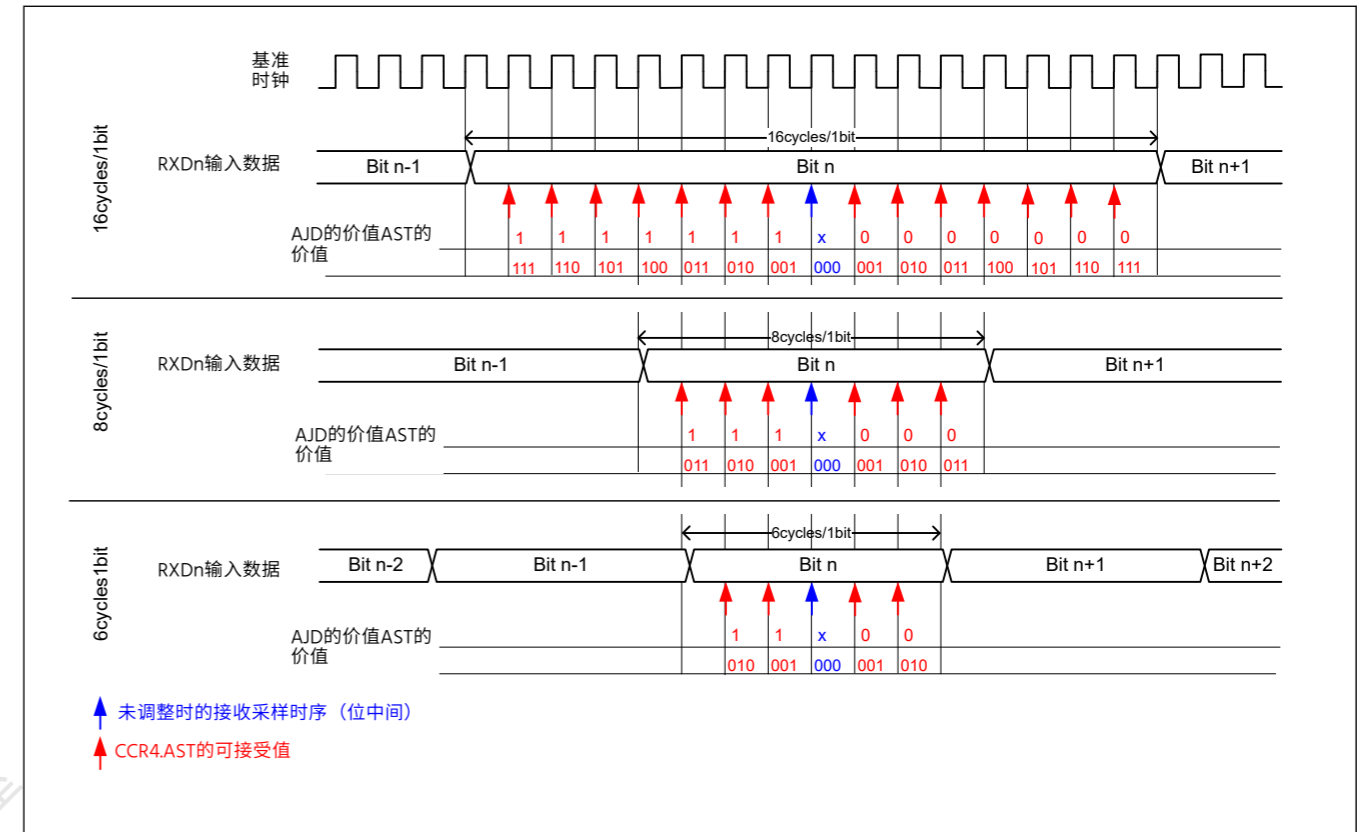 基准
时钟
16cycles/1bit
16cycles/1bit
RXDn输入数据
Bit n-1 Bit n Bit n+1
AJD的价值AST的
价值
1 1 1 1 1 1 1 x 0 0 0 0 0 0 0
111 110 101 100 011 010 001 000 001 010 011 100 101 110 111
8cycles/1bit
8cycles/1bit
RXDn输入数据
Bit n-1 Bit n Bit n+1
AJD的价值AST的
价值
1 1 1 x 0 0 0
011 010 001 000 001 010 011
6cycles1bit
6cycles/1bit
RXDn输入数据
Bit n-2 Bit n-1 Bit n Bit n+1 Bit n+2
AJD的价值AST的
价值
1 1 x 0 0
010 001 000 001 010
未调整时的接收采样时序（位中间）
CCR4.AST的可接受值